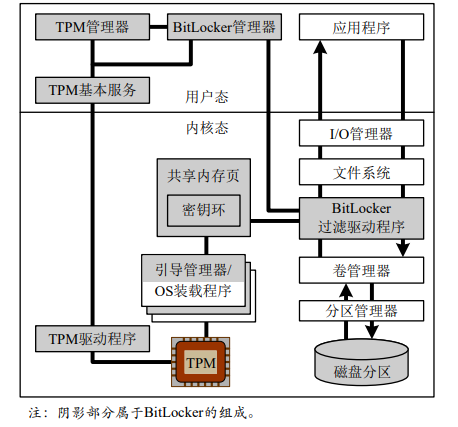 TPM管理器
BitLocker管理器
应用程序
TPM基本服务
用户态
内核态
I/O管理器
共享内存页
文件系统
密钥环
BitLocker
过滤驱动程序
引导管理器/
OS装载程序
卷管理器
分区管理器
TPM驱动程序
TPM
磁盘分区
注：阴影部分属于BitLocker的组成。